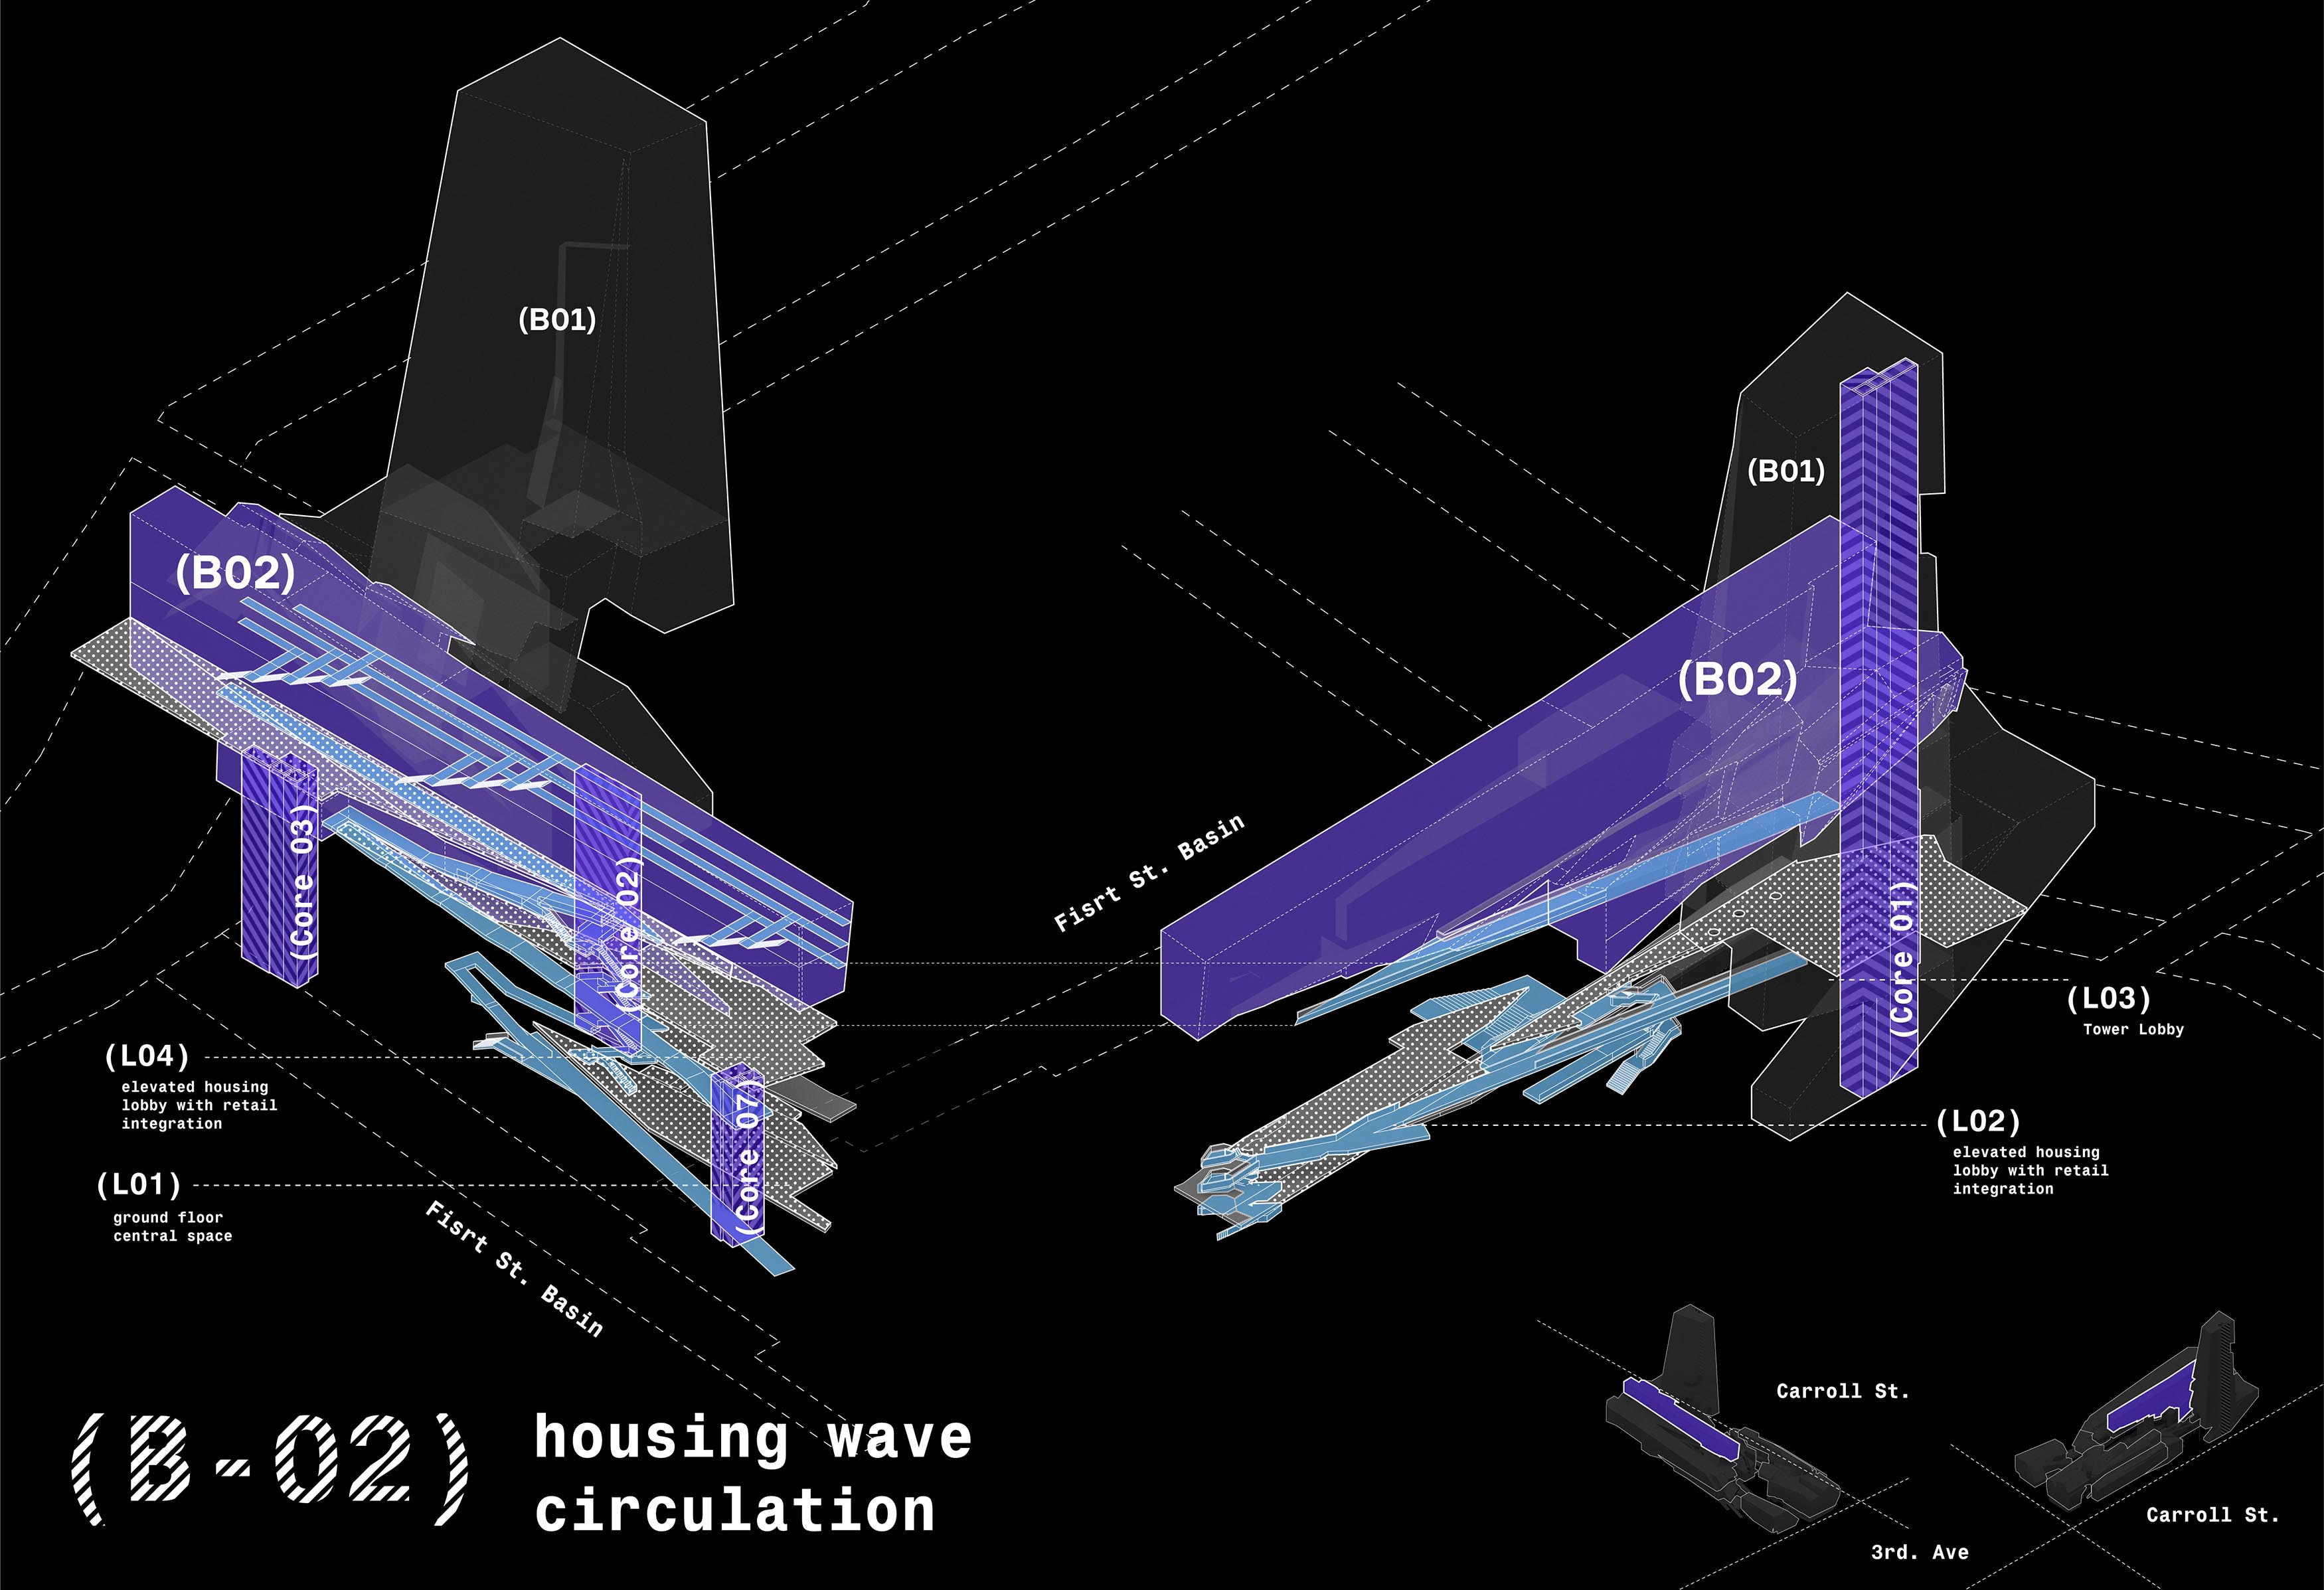 (B01)
(B01)
(B02)
(B02)
(Core 03)
(Core 02)
(Core 01)
(Core 07)
Fisrt St. Basin
(L03)
Tower Lobby
(L04)
elevated housing
lobby with retail
integration
(L02)
elevated housing
lobby with retail
integration
(L01)
ground floor
central space
Fisrt St. Basin
(B-02)
housing wave
circulation
Carroll St.
3rd. Ave
Carroll St.